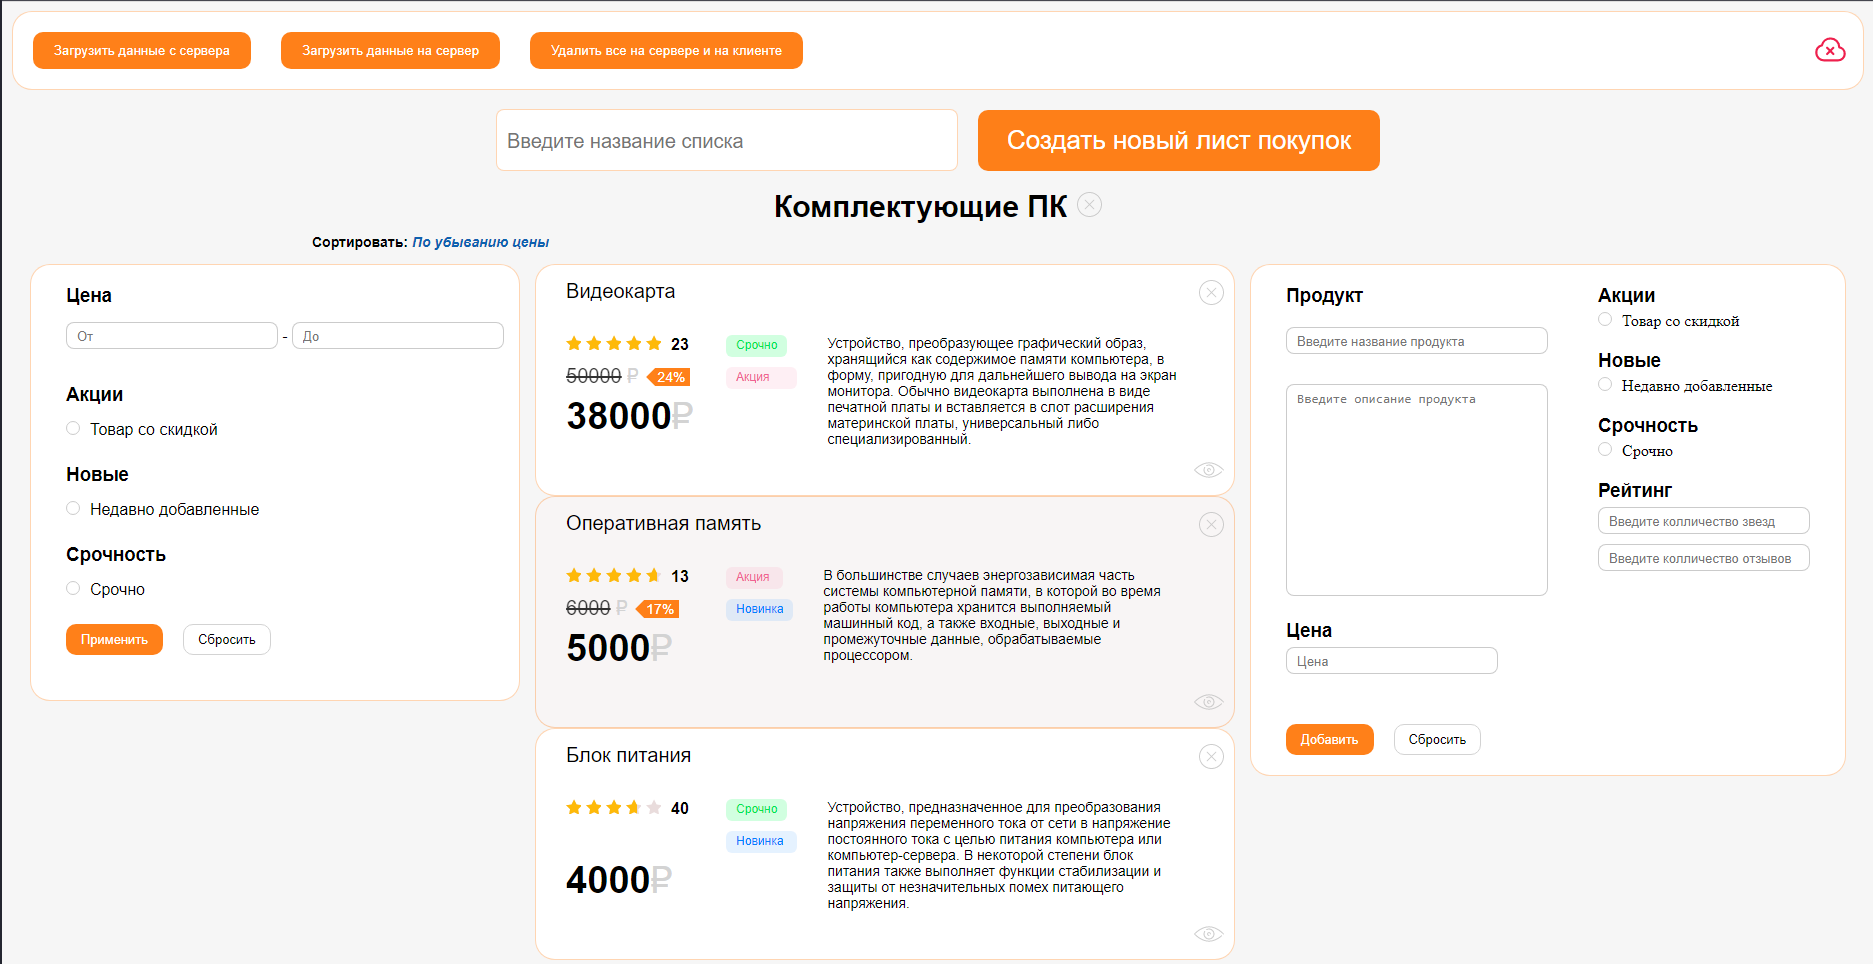 Загрузить данные с сервера
Загрузить данные на сервер
Удалить все на сервере и на клиенте
Введите название списка
Создать новый лист покупок
Комплектующие ПК
Сортировать: По убыванию цены
Цена
От - До
Акции
Товар со скидкой
Новые
Недавно добавленные
Срочность
Срочно
Применить
Сбросить
Видеокарта
23
50000 ₽ 24%
38000₽
Срочно
Акция
Устройство, преобразующее графический образ,
хранящийся как содержимое памяти компьютера, в
форму, пригодную для дальнейшего вывода на экран
монитора. Обычно видеокарта выполнена в виде
печатной платы и вставляется в слот расширения
материнской платы, универсальный либо
специализированный.
Оперативная память
13
6000 ₽ 17%
5000₽
Акция
Новинка
В большинстве случаев энергозависимая часть
системы компьютерной памяти, в которой во время
работы компьютера хранится выполняемый
машинный код, а также входные, выходные и
промежуточные данные, обрабатываемые
процессором.
Блок питания
40
4000₽
Срочно
Новинка
Устройство, предназначенное для преобразования
напряжения переменного тока от сети в напряжение
постоянного тока с целью питания компьютера или
компьютер-сервера. В некоторой степени блок
питания также выполняет функции стабилизации и
защиты от незначительных помех питающего
напряжения.
Продукт
Введите название продукта
Введите описание продукта
Цена
Цена
Добавить
Сбросить
Акции
Товар со скидкой
Новые
Недавно добавленные
Срочность
Срочно
Рейтинг
Введите колличество звезд
Введите колличество отзывов